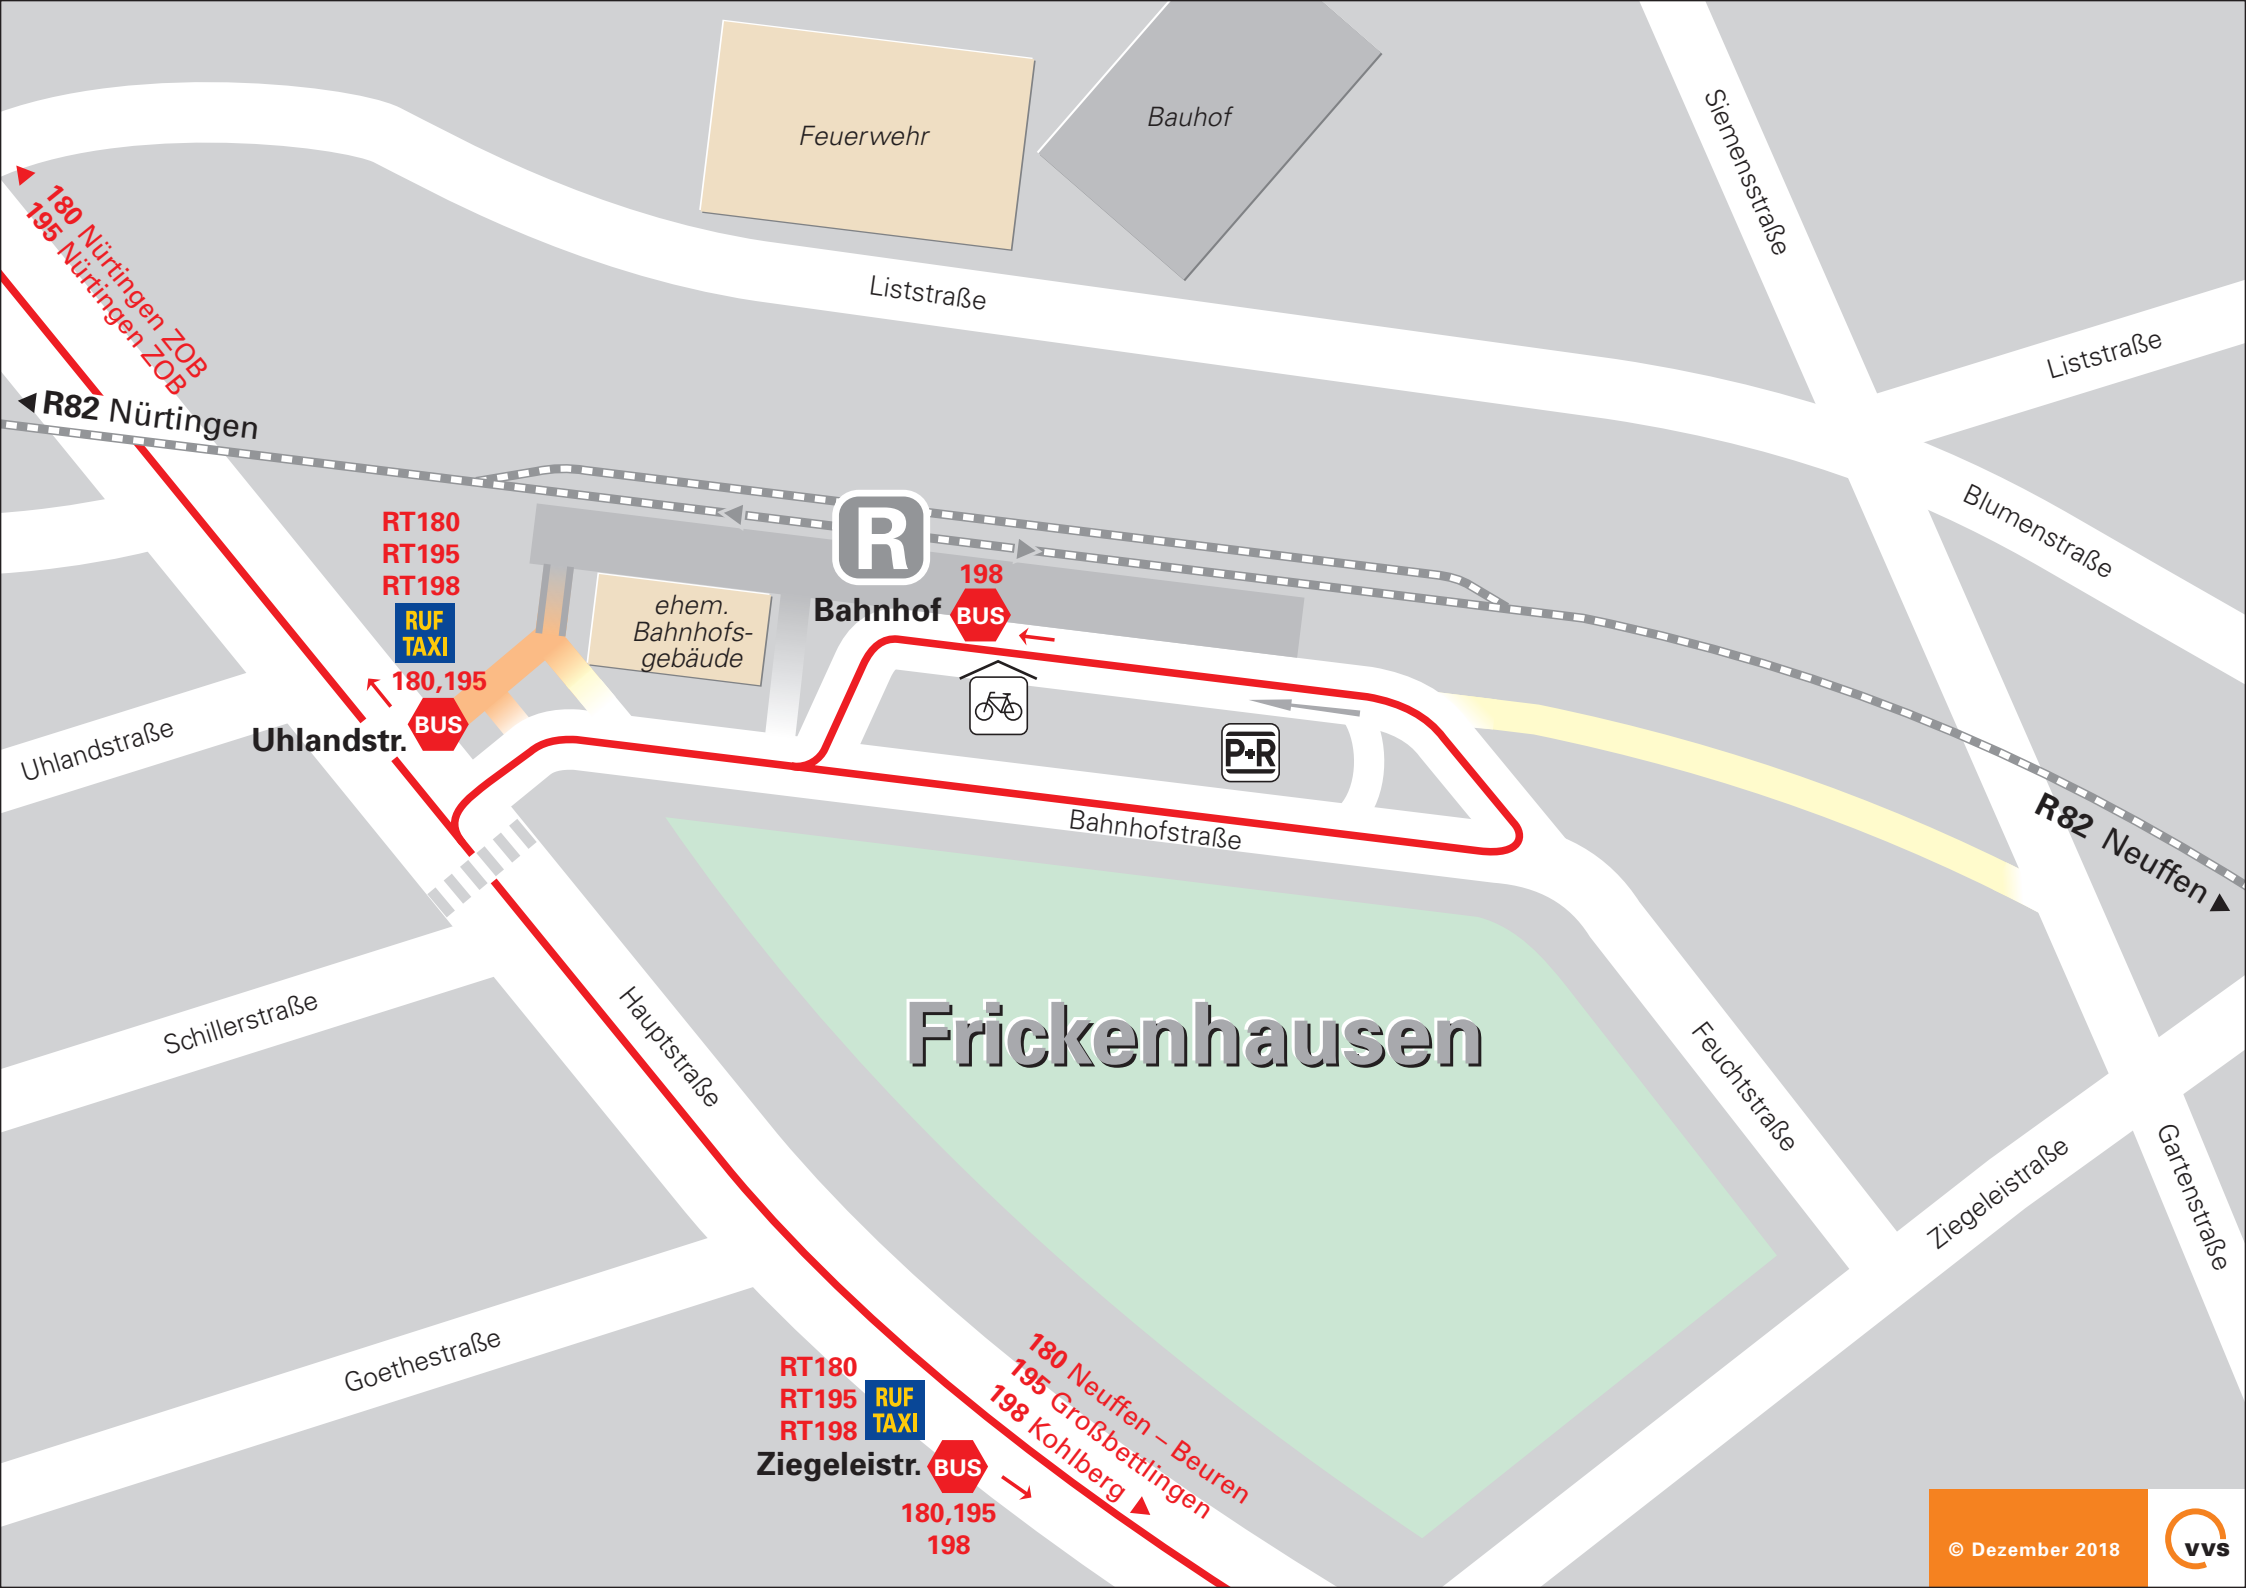 Feuerwehr
Bauhof
Siemensstraße
180 Nürtingen ZOB
195 Nürtingen ZOB
Liststraße
Liststraße
R82 Nürtingen
Blumenstraße
RT180
RT195
RT198
RUF
TAXI
180,195
BUS
Uhlandstr.
Uhlandstraße
R
198
Bahnhof
BUS
ehem.
Bahnhofs-
gebäude
P+R
Bahnhofstraße
R82 Neuffen
Schillerstraße
Hauptstraße
Frickenhausen
Feuchtstraße
Ziegeleistraße
Gartenstraße
Goethestraße
RT180
RT195
RT198
RUF
TAXI
Ziegeleistr.
BUS
180,195
198
180 Neuffen – Beuren
195 Großbettlingen
198 Kohlberg
© Dezember 2018
vvs